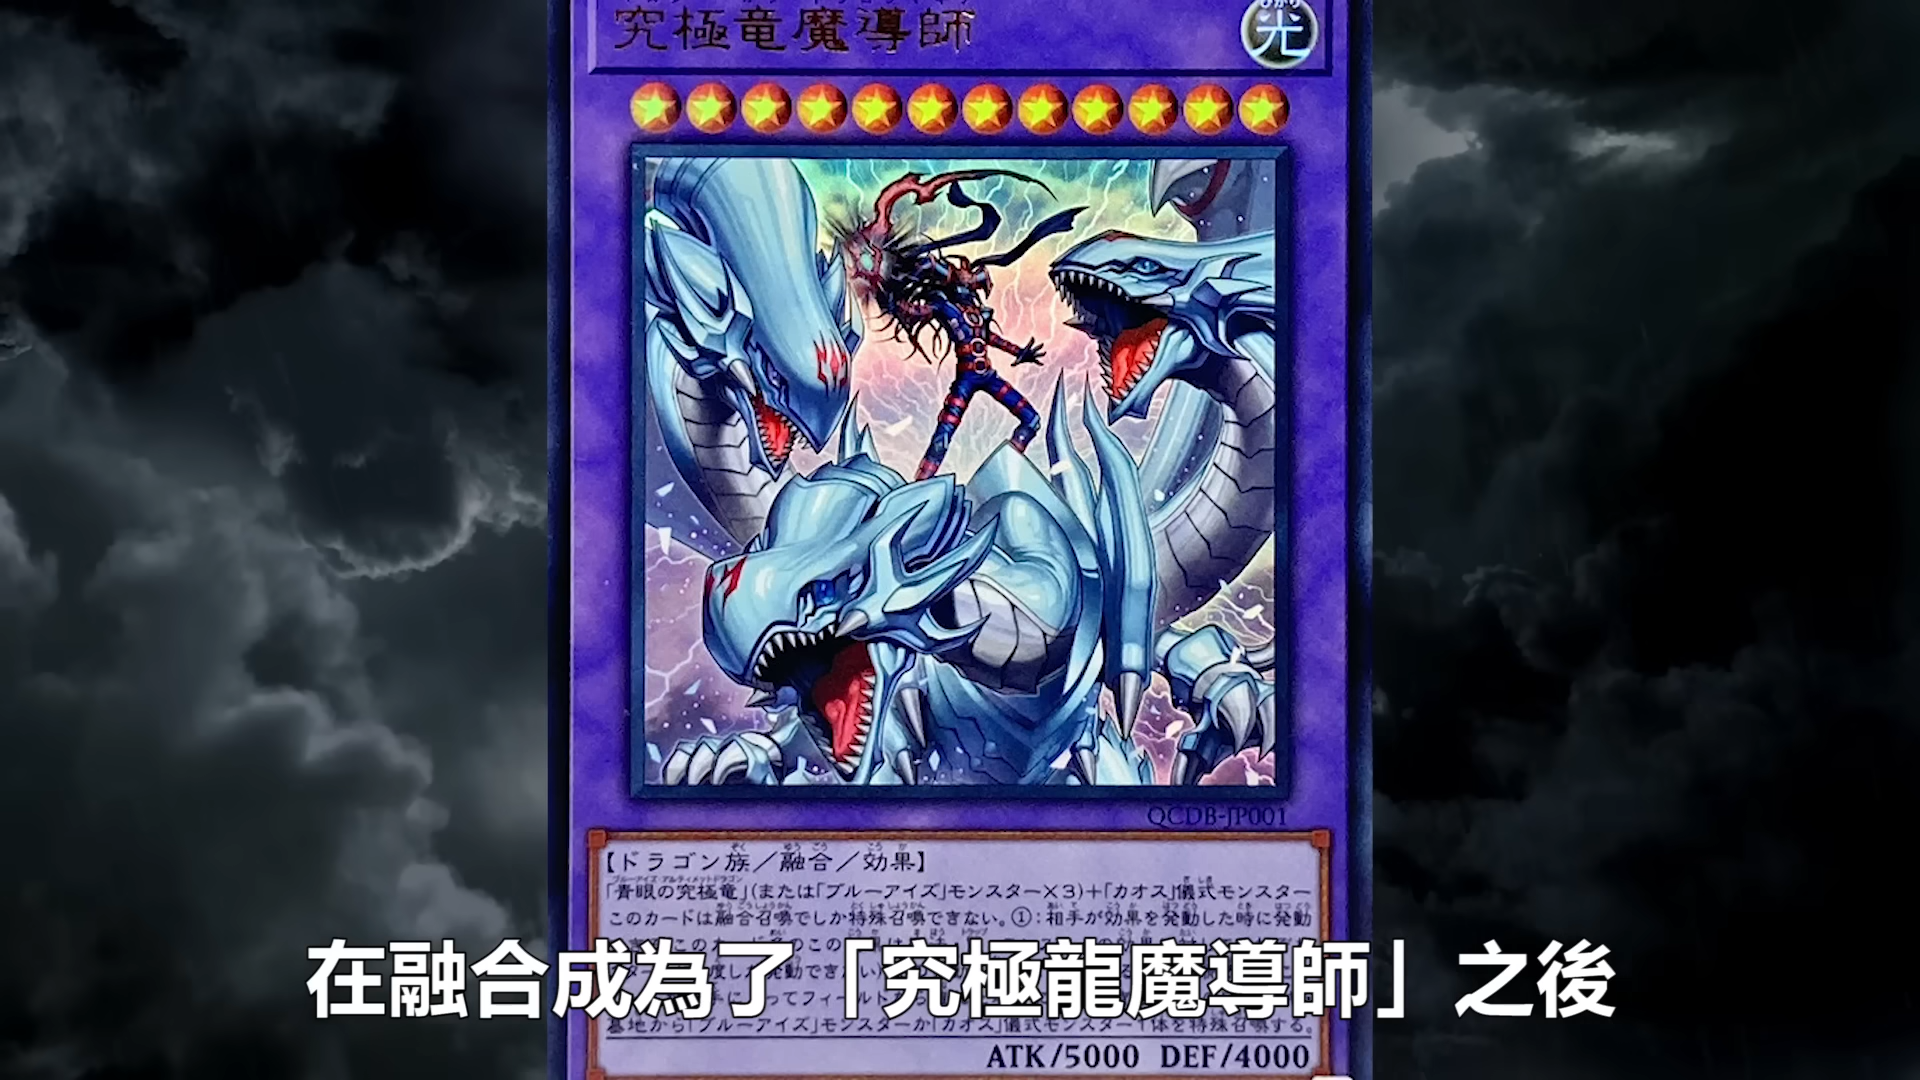 究極竜魔導師
光
QCDB-JP001
【ドラゴン族／融合／効果】
「青眼の究極竜」(または「ブルーアイズ」モンスター×3)＋「カオス」儀式モンスター
このカードは融合召喚でしか特殊召喚できない。①：相手が効果を発動した時に発動
在融合成為了「究極龍魔導師」之後
墓地から「ブルーアイズ」モンスターか「カオス」儀式モンスター1体を特殊召喚する。
ATK/5000 DEF/4000